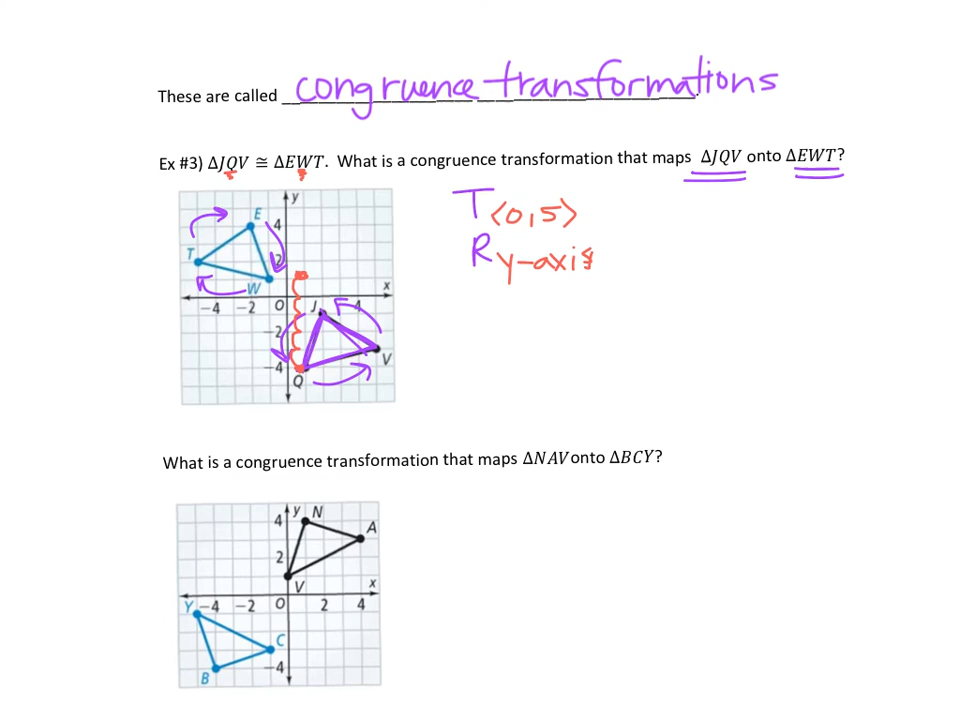 These are called congruence transformations.
Ex #3) ΔJQV ≅ ΔEWT. What is a congruence transformation that maps ΔJQV onto ΔEWT?
T<0,5>
R y-axis
y
E
4
T
2
W
x
-4 -2 O J 4
-2
-4
V
Q
What is a congruence transformation that maps ΔNAV onto ΔBCY?
4 y N
A
2
V
x
Y -4 -2 O 2 4
C
-4
B